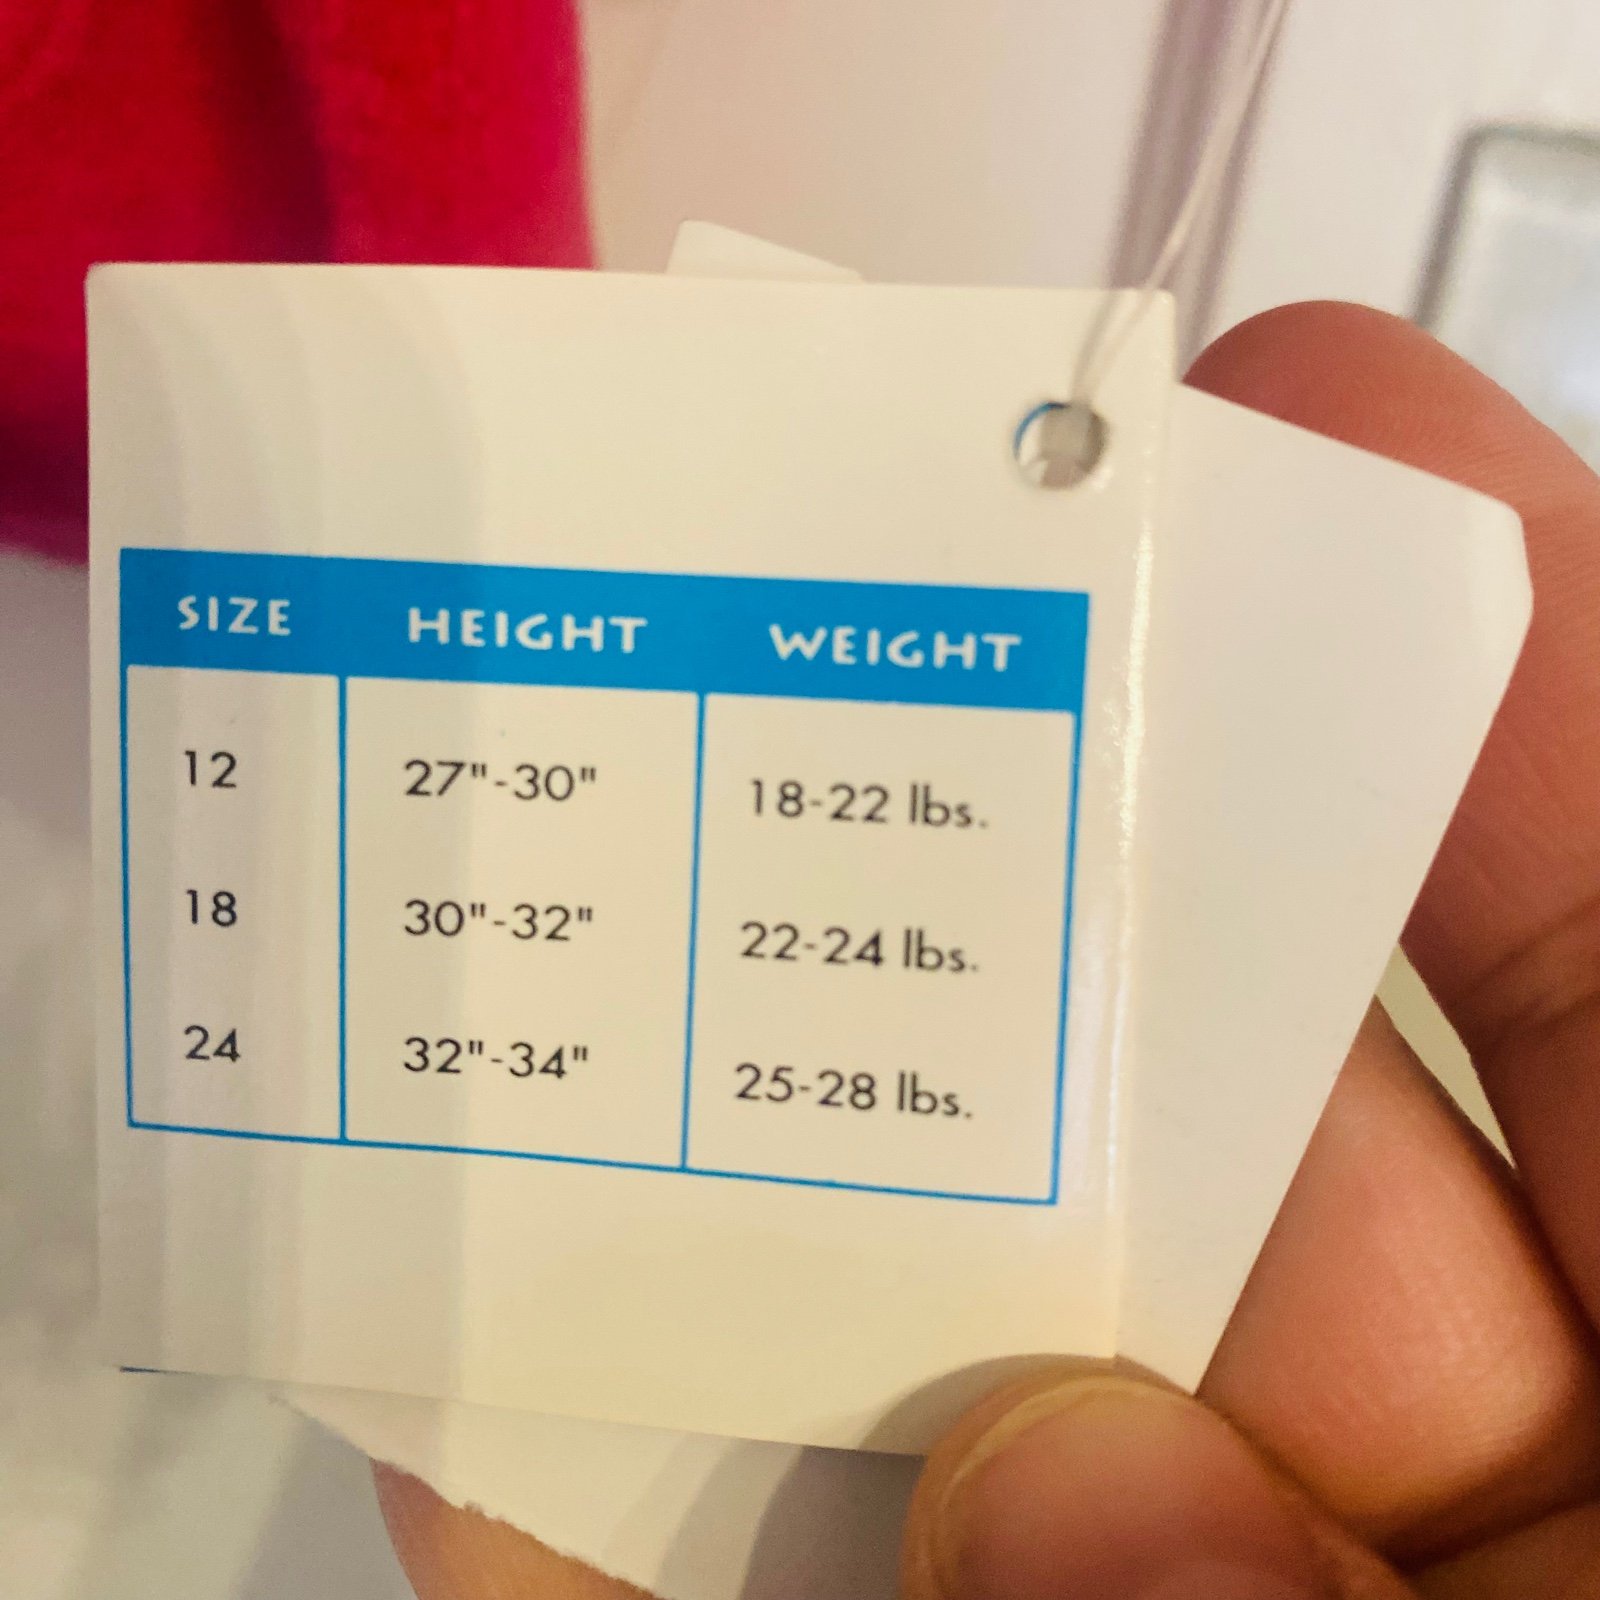 SIZE HEIGHT WEIGHT
12 27"-30" 18-22 lbs.
18 30"-32" 22-24 lbs.
24 32"-34" 25-28 lbs.